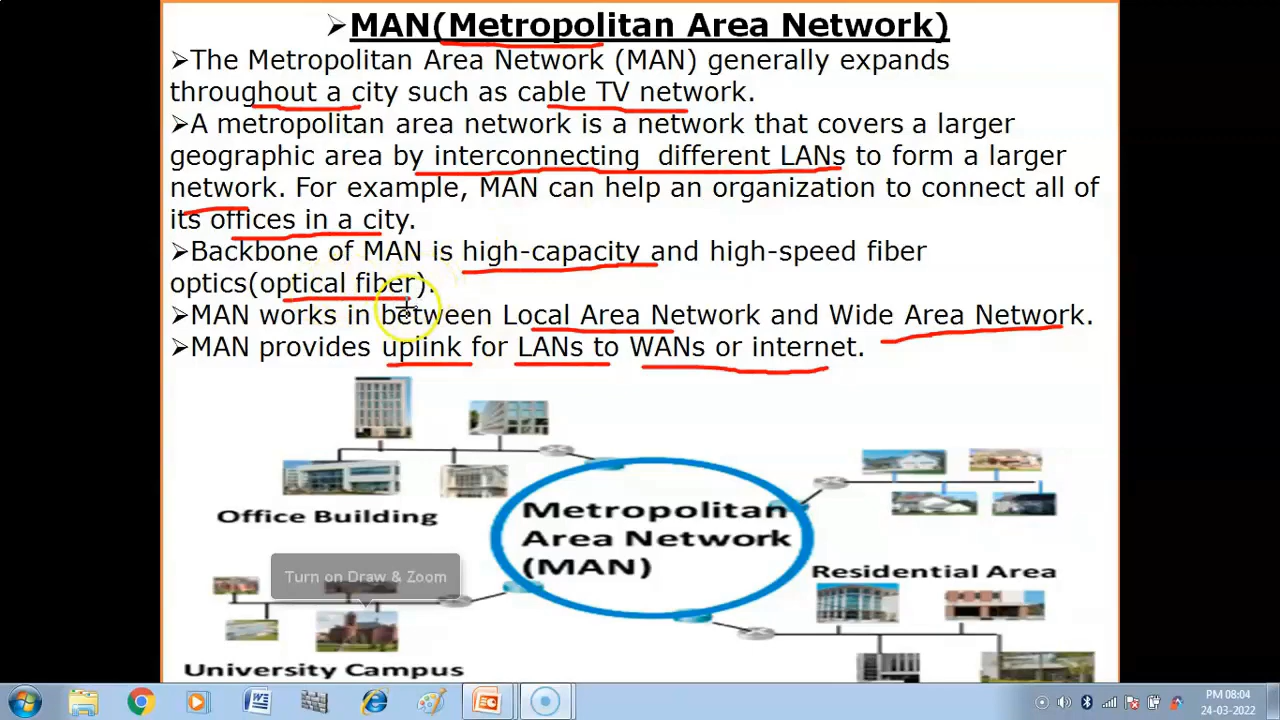 ➢MAN(Metropolitan Area Network)
➢The Metropolitan Area Network (MAN) generally expands
throughout a city such as cable TV network.
➢A metropolitan area network is a network that covers a larger
geographic area by interconnecting different LANs to form a larger
network. For example, MAN can help an organization to connect all of
its offices in a city.
➢Backbone of MAN is high-capacity and high-speed fiber
optics(optical fiber).
➢MAN works in between Local Area Network and Wide Area Network.
➢MAN provides uplink for LANs to WANs or internet.
Office Building
Metropolitan
Area Network
(MAN)
Residential Area
Turn on Draw & Zoom
University Campus
PM 08:04
24-03-2022